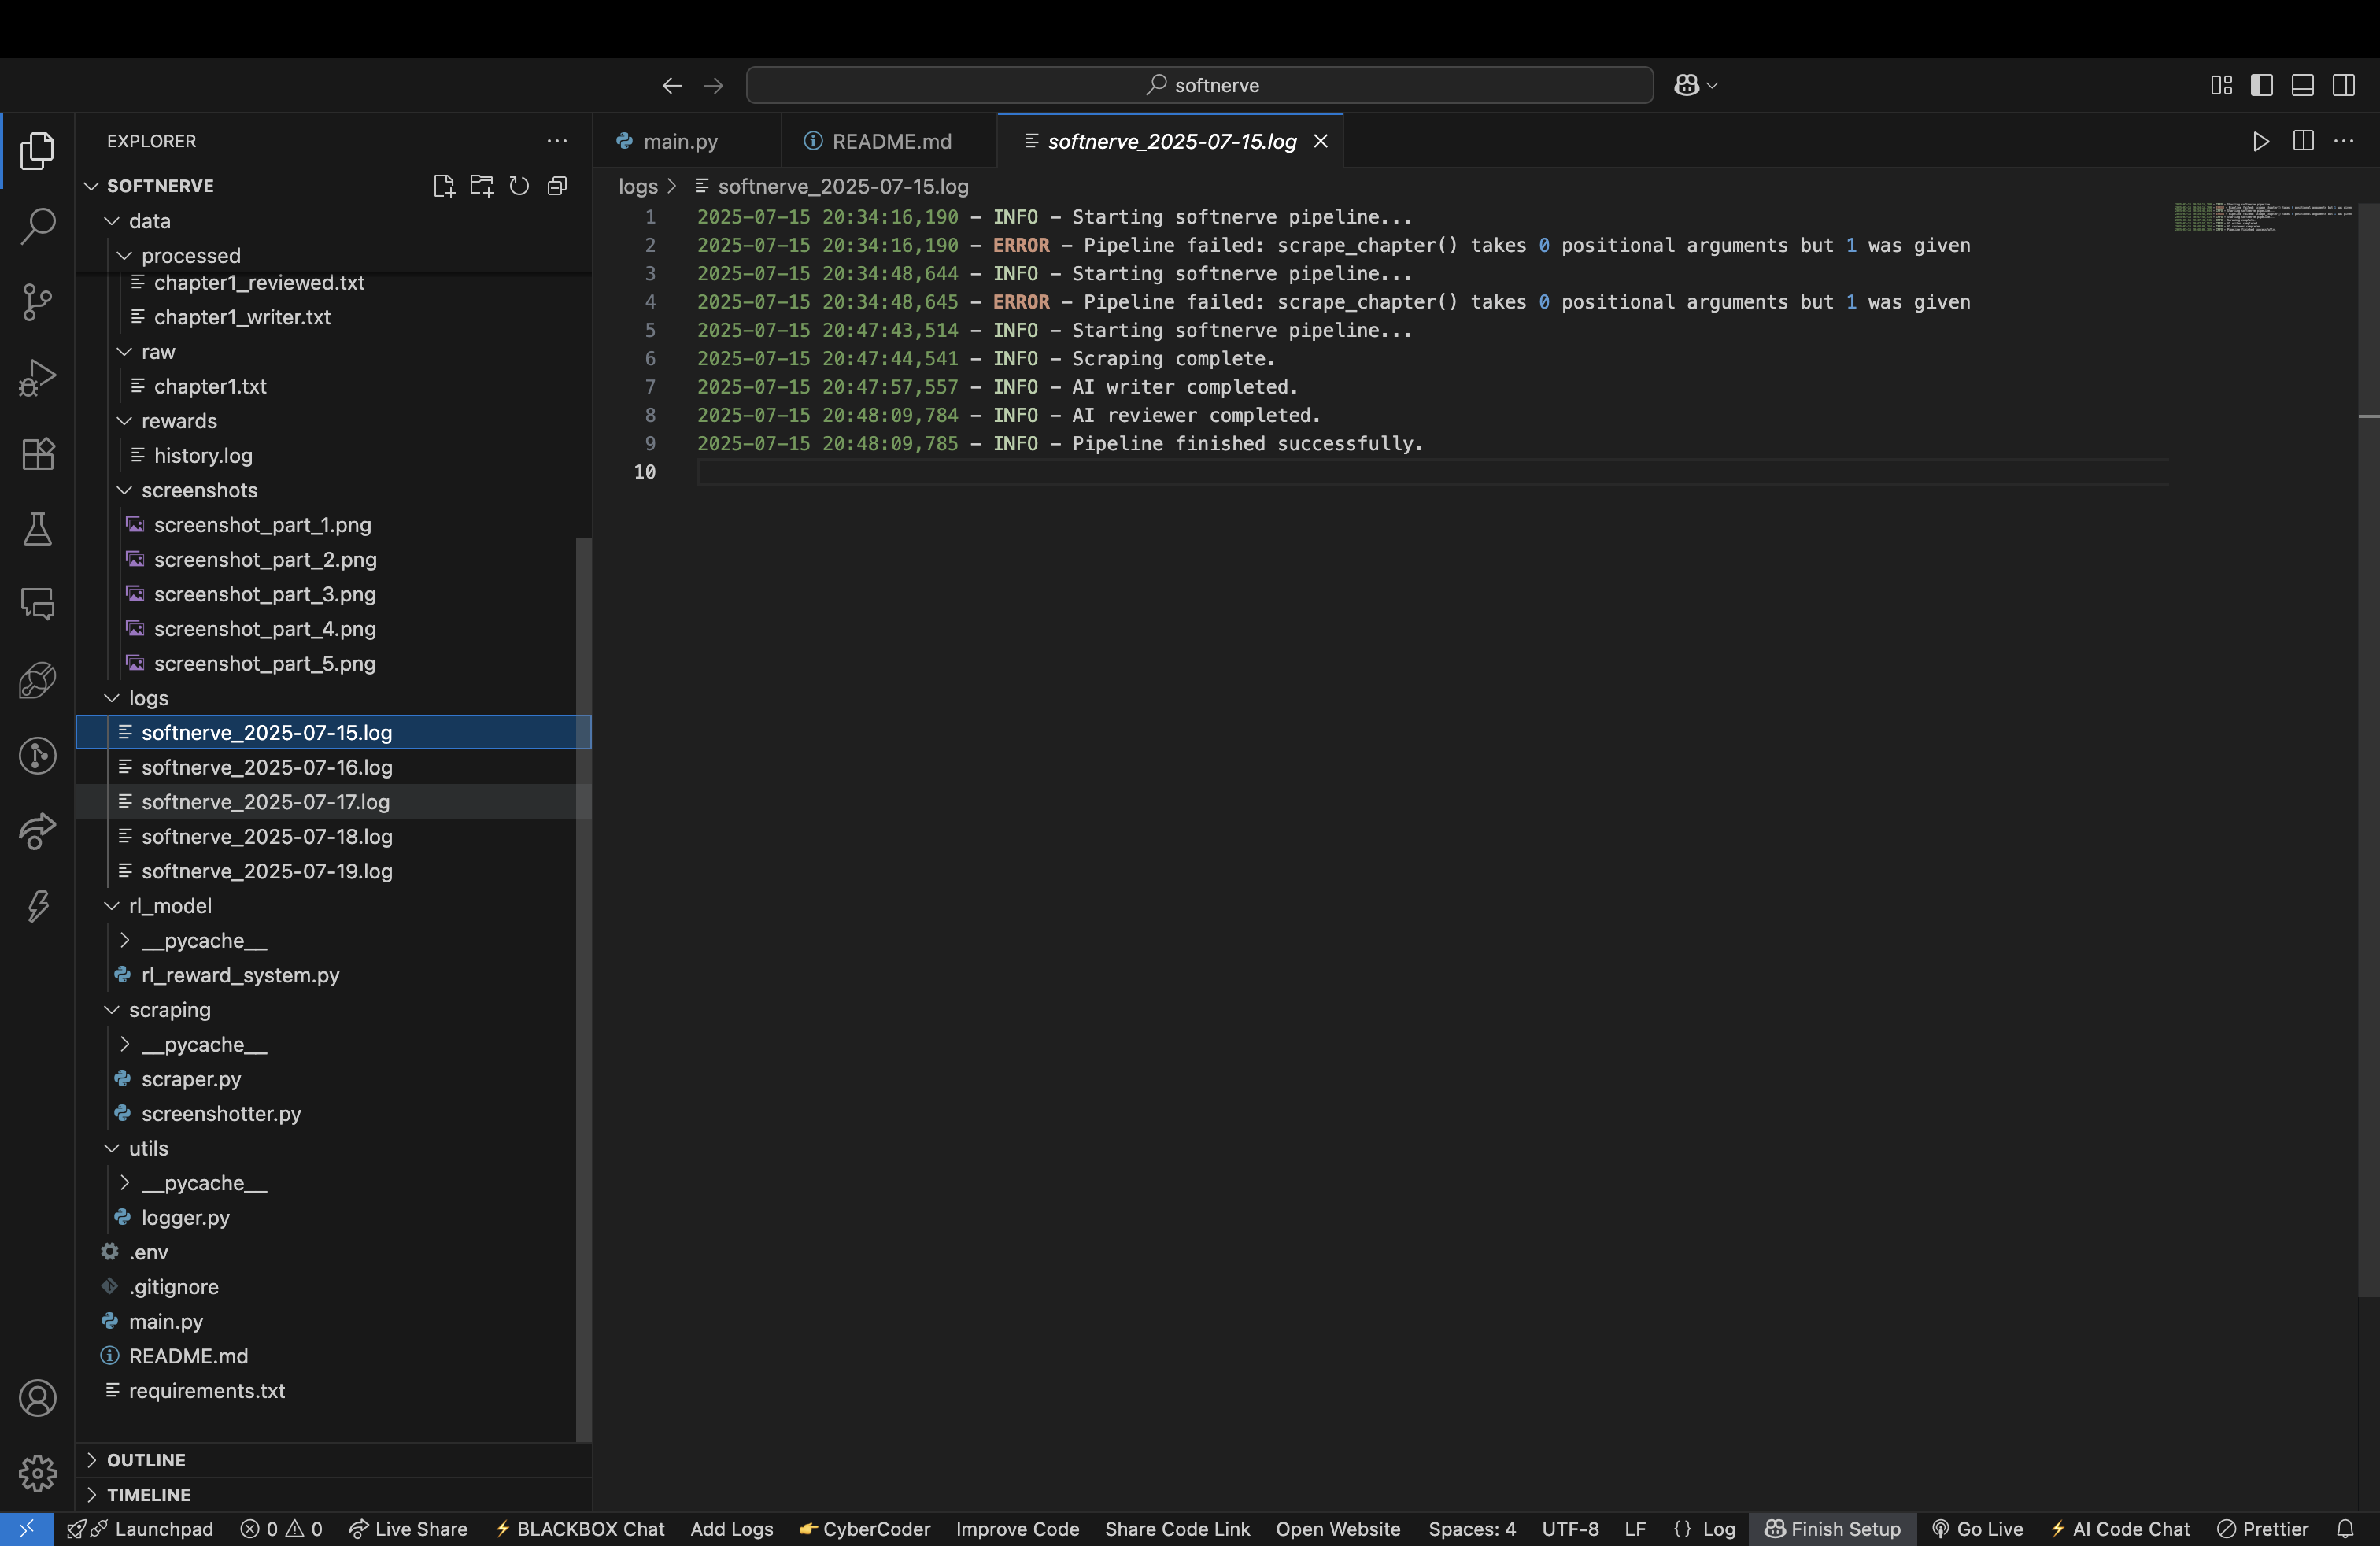 softnerve
EXPLORER
SOFTNERVE
data
processed
chapter1_reviewed.txt
chapter1_writer.txt
raw
chapter1.txt
rewards
history.log
screenshots
screenshot_part_1.png
screenshot_part_2.png
screenshot_part_3.png
screenshot_part_4.png
screenshot_part_5.png
logs
softnerve_2025-07-15.log
softnerve_2025-07-16.log
softnerve_2025-07-17.log
softnerve_2025-07-18.log
softnerve_2025-07-19.log
rl_model
__pycache__
rl_reward_system.py
scraping
__pycache__
scraper.py
screenshotter.py
utils
__pycache__
logger.py
.env
.gitignore
main.py
README.md
requirements.txt
OUTLINE
TIMELINE
main.py README.md softnerve_2025-07-15.log
logs > softnerve_2025-07-15.log
1 2025-07-15 20:34:16,190 - INFO - Starting softnerve pipeline...
2 2025-07-15 20:34:16,190 - ERROR - Pipeline failed: scrape_chapter() takes 0 positional arguments but 1 was given
3 2025-07-15 20:34:48,644 - INFO - Starting softnerve pipeline...
4 2025-07-15 20:34:48,645 - ERROR - Pipeline failed: scrape_chapter() takes 0 positional arguments but 1 was given
5 2025-07-15 20:47:43,514 - INFO - Starting softnerve pipeline...
6 2025-07-15 20:47:44,541 - INFO - Scraping complete.
7 2025-07-15 20:47:57,557 - INFO - AI writer completed.
8 2025-07-15 20:48:09,784 - INFO - AI reviewer completed.
9 2025-07-15 20:48:09,785 - INFO - Pipeline finished successfully.
10
Launchpad 0 0 Live Share BLACKBOX Chat Add Logs CyberCoder Improve Code Share Code Link Open Website Spaces: 4 UTF-8 LF {} Log Finish Setup Go Live AI Code Chat Prettier